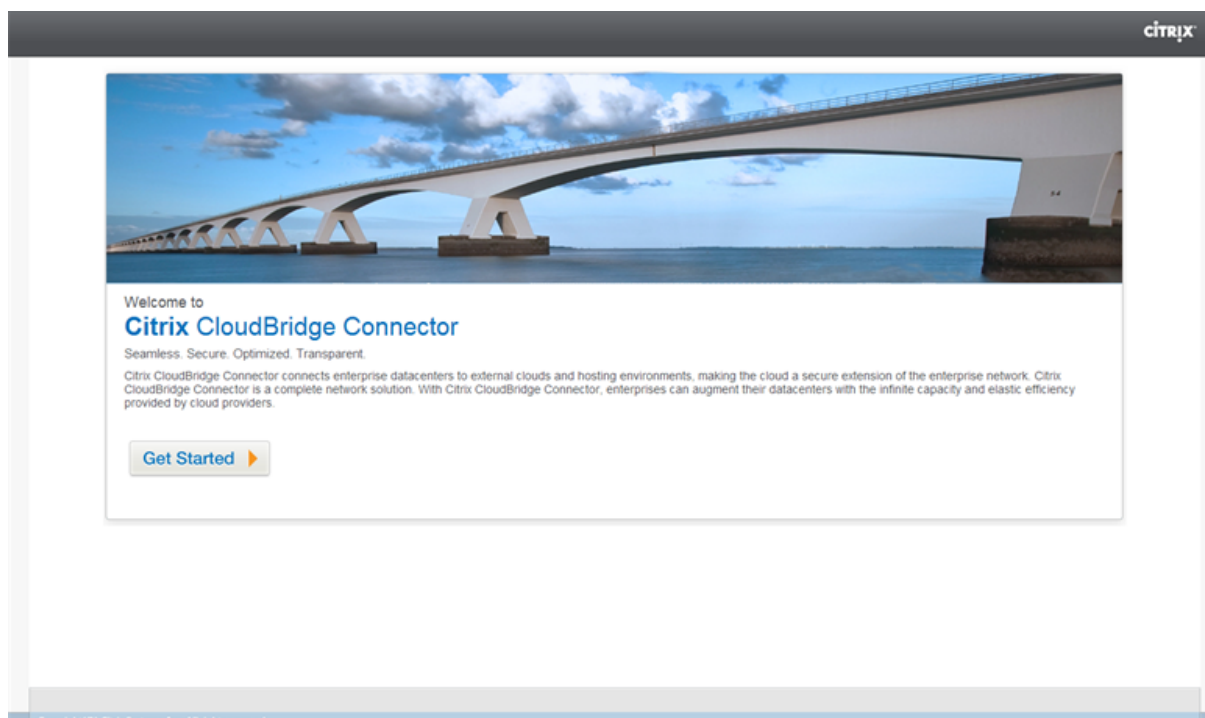 CITRIX
Welcome to
Citrix CloudBridge Connector
Seamless. Secure. Optimized. Transparent.
Citrix CloudBridge Connector connects enterprise datacenters to external clouds and hosting environments, making the cloud a secure extension of the enterprise network. Citrix
CloudBridge Connector is a complete network solution. With Citrix CloudBridge Connector, enterprises can augment their datacenters with the infinite capacity and elastic efficiency
provided by cloud providers.
Get Started